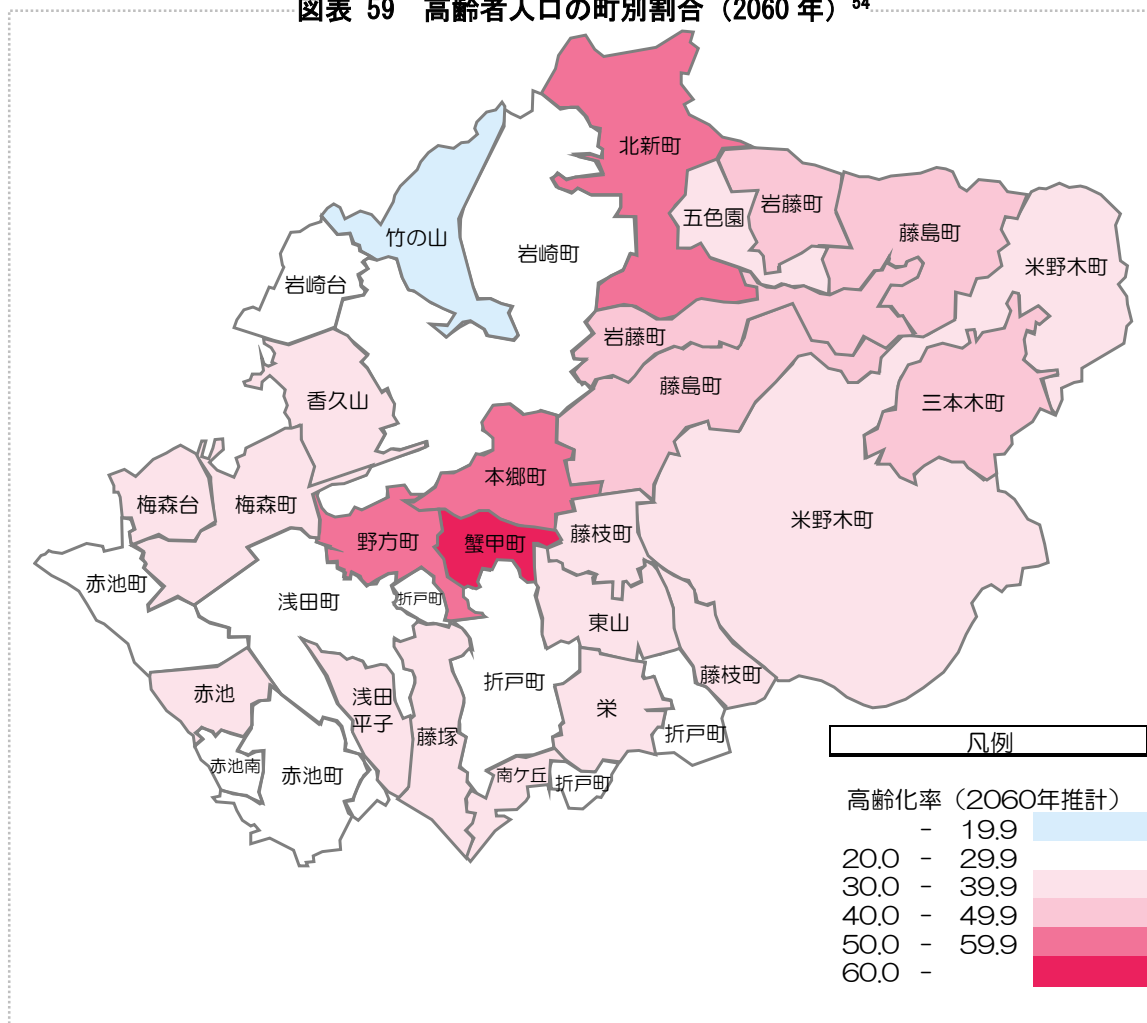 図表 59 高齢者人口の町別割合（2060 年）54
北新町
五色園
岩藤町
藤島町
米野木町
竹の山
岩崎町
岩崎台
岩藤町
藤島町
三本木町
香久山
本郷町
梅森台
梅森町
野方町
蟹甲町
藤枝町
米野木町
赤池町
浅田町
折戸町
東山
赤池
浅田
平子
藤塚
折戸町
栄
藤枝町
折戸町
赤池南
赤池町
南ケ丘
折戸町
凡例
高齢化率（2060年推計）
- 19.9
20.0 - 29.9
30.0 - 39.9
40.0 - 49.9
50.0 - 59.9
60.0 -